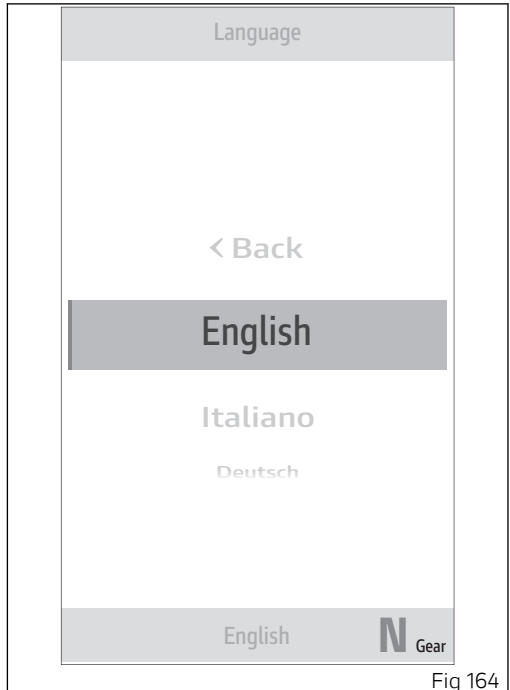 Language
< Back
English
Italiano
Deutsch
English N Gear
Fig 164